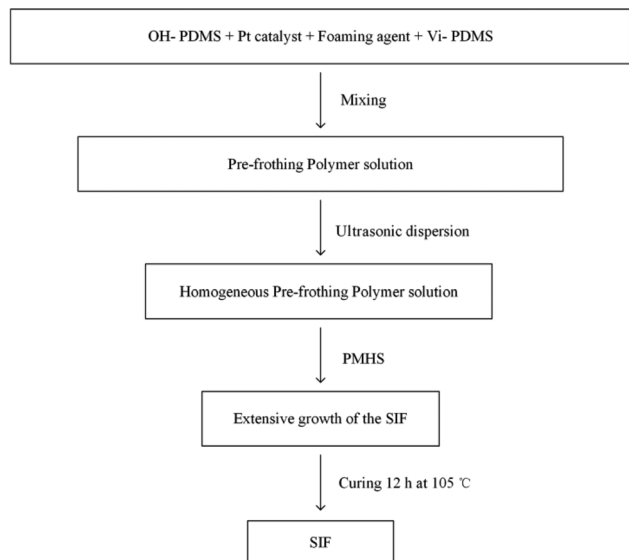 OH- PDMS + Pt catalyst + Foaming agent + Vi- PDMS
Mixing
Pre-frothing Polymer solution
Ultrasonic dispersion
Homogeneous Pre-frothing Polymer solution
PMHS
Extensive growth of the SIF
Curing 12 h at 105 ℃
SIF